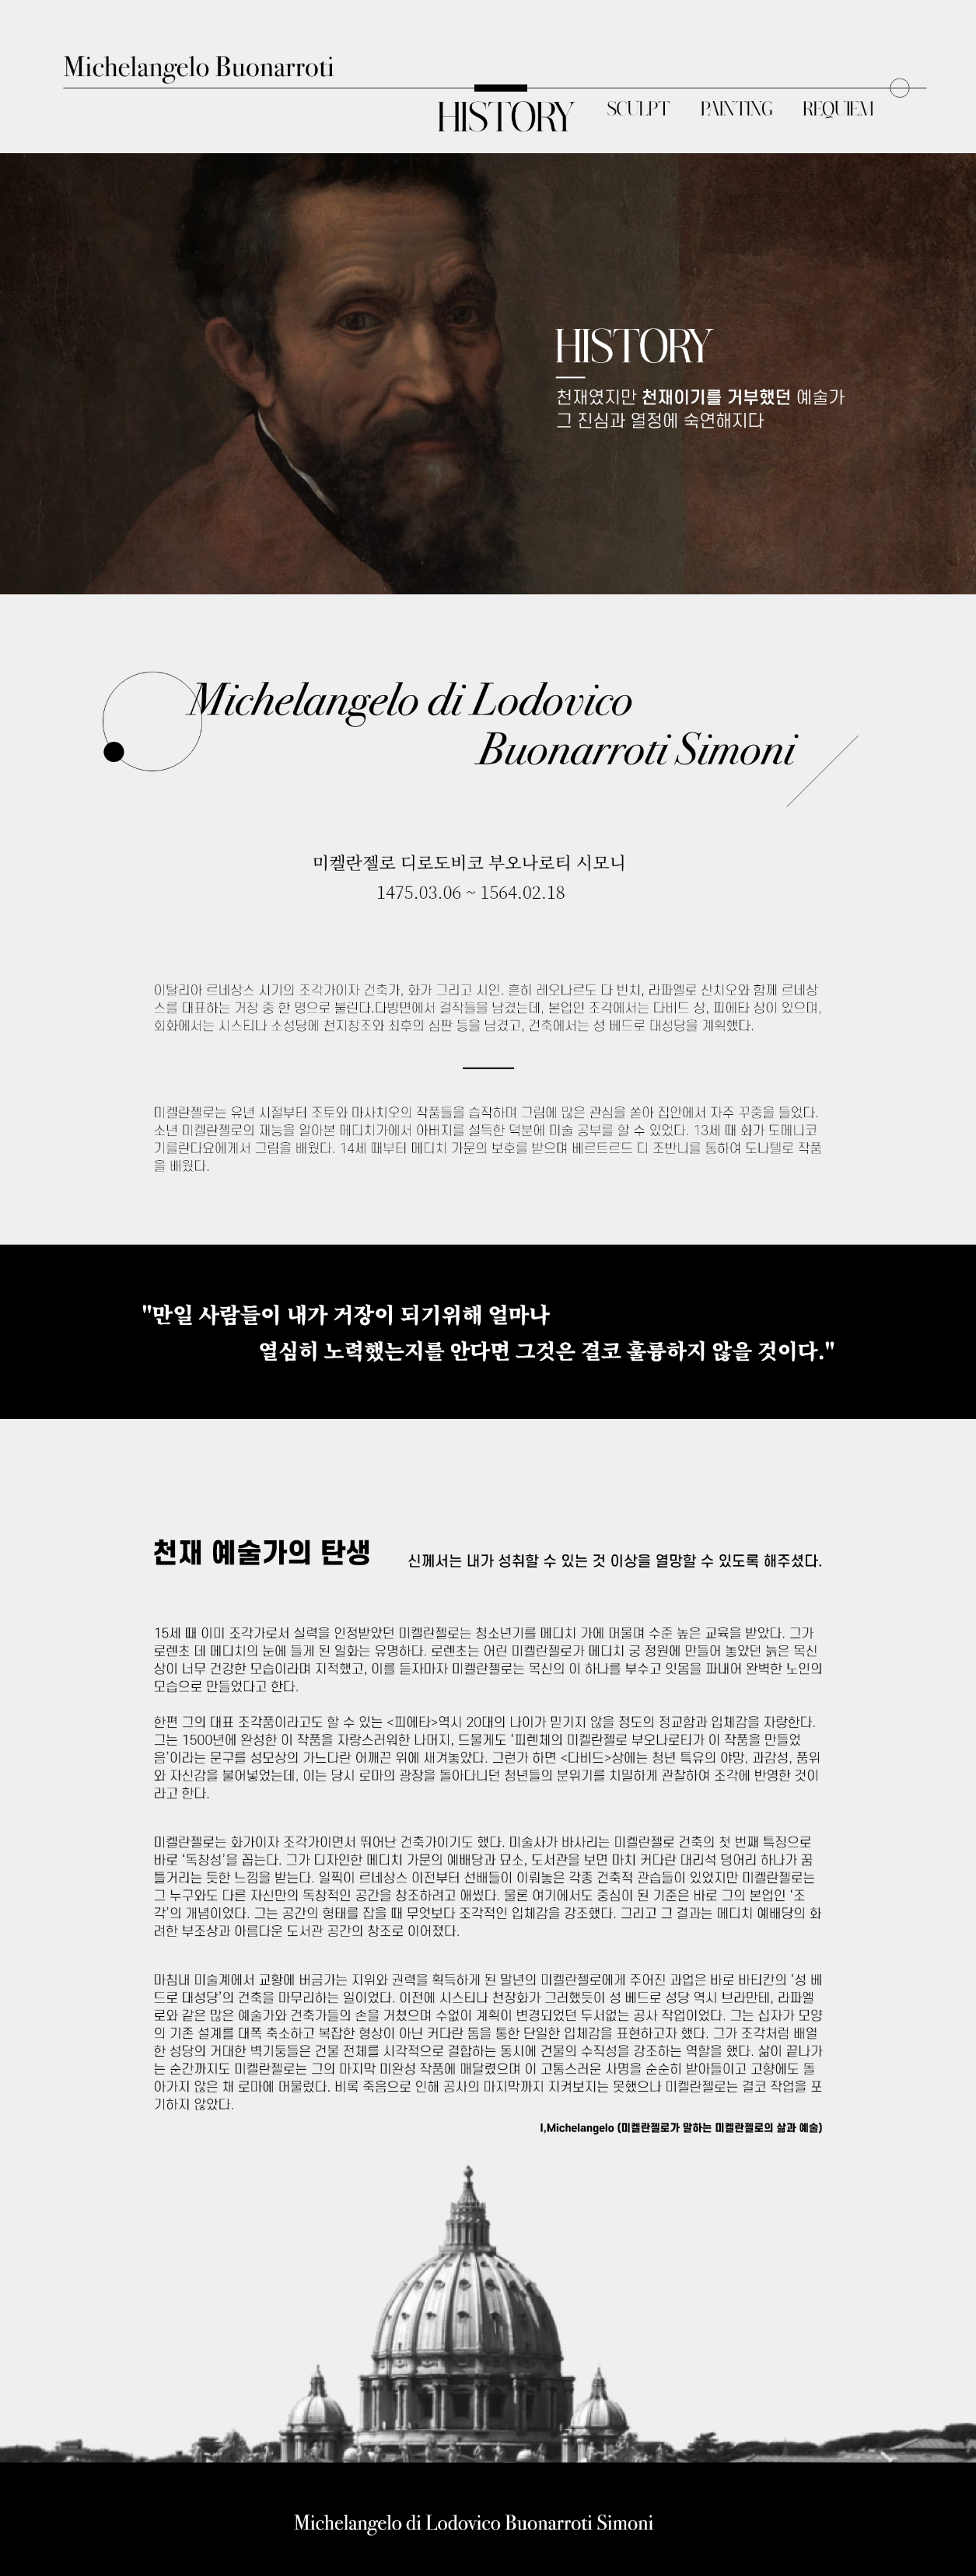 Michelangelo Buonarroti
HISTORY SCULPT PAINTING REQUIEM
HISTORY
천재였지만 천재이기를 거부했던 예술가
그 진심과 열정에 숙연해지다
Michelangelo di Lodovico
Buonarroti Simoni
미켈란젤로 디로도비코 부오나로티 시모니
1475.03.06 ~ 1564.02.18
이탈리아 르네상스 시기의 조각가이자 건축가, 화가 그리고 시인. 흔히 레오나르도 다 빈치, 라파엘로 산치오와 함께 르네상
스를 대표하는 거장 중 한 명으로 불린다.다방면에서 걸작들을 남겼는데, 본업인 조각에서는 다비드 상, 피에타 상이 있으며,
회화에서는 시스티나 소성당에 천지창조와 최후의 심판 등을 남겼고, 건축에서는 성 베드로 대성당을 계획했다.
미켈란젤로는 유년 시절부터 조토와 마사치오의 작품들을 습작하며 그림에 많은 관심을 쏟아 집안에서 자주 꾸중을 들었다.
소년 미켈란젤로의 재능을 알아본 메디치가에서 아버지를 설득한 덕분에 미술 공부를 할 수 있었다. 13세 때 화가 도메니코
기를란다요에게서 그림을 배웠다. 14세 때부터 메디치 가문의 보호를 받으며 베르트르드 디 조반니를 통하여 도나텔로 작품
을 배웠다.
"만일 사람들이 내가 거장이 되기위해 얼마나
열심히 노력했는지를 안다면 그것은 결코 훌륭하지 않을 것이다."
천재 예술가의 탄생 신께서는 내가 성취할 수 있는 것 이상을 열망할 수 있도록 해주셨다.
15세 때 이미 조각가로서 실력을 인정받았던 미켈란젤로는 청소년기를 메디치 가에 머물며 수준 높은 교육을 받았다. 그가
로렌초 데 메디치의 눈에 들게 된 일화는 유명하다. 로렌초는 어린 미켈란젤로가 메디치 궁 정원에 만들어 놓았던 늙은 목신
상이 너무 건강한 모습이라며 지적했고, 이를 듣자마자 미켈란젤로는 목신의 이 하나를 부수고 잇몸을 파내어 완벽한 노인의
모습으로 만들었다고 한다.
한편 그의 대표 조각품이라고도 할 수 있는 <피에타>역시 20대의 나이가 믿기지 않을 정도의 정교함과 입체감을 자랑한다.
그는 1500년에 완성한 이 작품을 자랑스러워한 나머지, 드물게도 ‘피렌체의 미켈란젤로 부오나로티가 이 작품을 만들었
음’이라는 문구를 성모상의 가느다란 어깨끈 위에 새겨놓았다. 그런가 하면 <다비드>상에는 청년 특유의 야망, 과감성, 품위
와 자신감을 불어넣었는데, 이는 당시 로마의 광장을 돌아다니던 청년들의 분위기를 치밀하게 관찰하여 조각에 반영한 것이
라고 한다.
미켈란젤로는 화가이자 조각가이면서 뛰어난 건축가이기도 했다. 미술사가 바사리는 미켈란젤로 건축의 첫 번째 특징으로
바로 ‘독창성’을 꼽는다. 그가 디자인한 메디치 가문의 예배당과 묘소, 도서관을 보면 마치 커다란 대리석 덩어리 하나가 꿈
틀거리는 듯한 느낌을 받는다. 일찍이 르네상스 이전부터 선배들이 이뤄놓은 각종 건축적 관습들이 있었지만 미켈란젤로는
그 누구와도 다른 자신만의 독창적인 공간을 창조하려고 애썼다. 물론 여기에서도 중심이 된 기준은 바로 그의 본업인 ‘조
각’의 개념이었다. 그는 공간의 형태를 잡을 때 무엇보다 조각적인 입체감을 강조했다. 그리고 그 결과는 메디치 예배당의 화
려한 부조상과 아름다운 도서관 공간의 창조로 이어졌다.
마침내 미술계에서 교황에 버금가는 지위와 권력을 획득하게 된 말년의 미켈란젤로에게 주어진 과업은 바로 바티칸의 ‘성 베
드로 대성당’의 건축을 마무리하는 일이었다. 이전에 시스티나 천장화가 그러했듯이 성 베드로 성당 역시 브라만테, 라파엘
로와 같은 많은 예술가와 건축가들의 손을 거쳤으며 수없이 계획이 변경되었던 두서없는 공사 작업이었다. 그는 십자가 모양
의 기존 설계를 대폭 축소하고 복잡한 형상이 아닌 커다란 돔을 통한 단일한 입체감을 표현하고자 했다. 그가 조각처럼 배열
한 성당의 거대한 벽기둥들은 건물 전체를 시각적으로 결합하는 동시에 건물의 수직성을 강조하는 역할을 했다. 삶이 끝나가
는 순간까지도 미켈란젤로는 그의 마지막 미완성 작품에 매달렸으며 이 고통스러운 사명을 순순히 받아들이고 고향에도 돌
아가지 않은 채 로마에 머물렀다. 비록 죽음으로 인해 공사의 마지막까지 지켜보지는 못했으나 미켈란젤로는 결코 작업을 포
기하지 않았다.
I,Michelangelo (미켈란젤로가 말하는 미켈란젤로의 삶과 예술)
Michelangelo di Lodovico Buonarroti Simoni